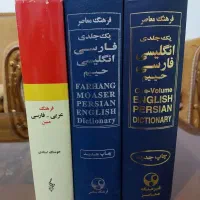 فرهنگ
عربی - فارسی
فرهنگ معاصر
یک جلدی
فارسی
انگلیسی
حییم
FARHANG
MOASER
PERSIAN
ENGLISH
Dictionary
چاپ جدید
فرهنگ معاصر
یک جلدی
انگلیسی
فارسی
حییم
One-Volume
ENGLISH
PERSIAN
DICTIONARY
چاپ جدید